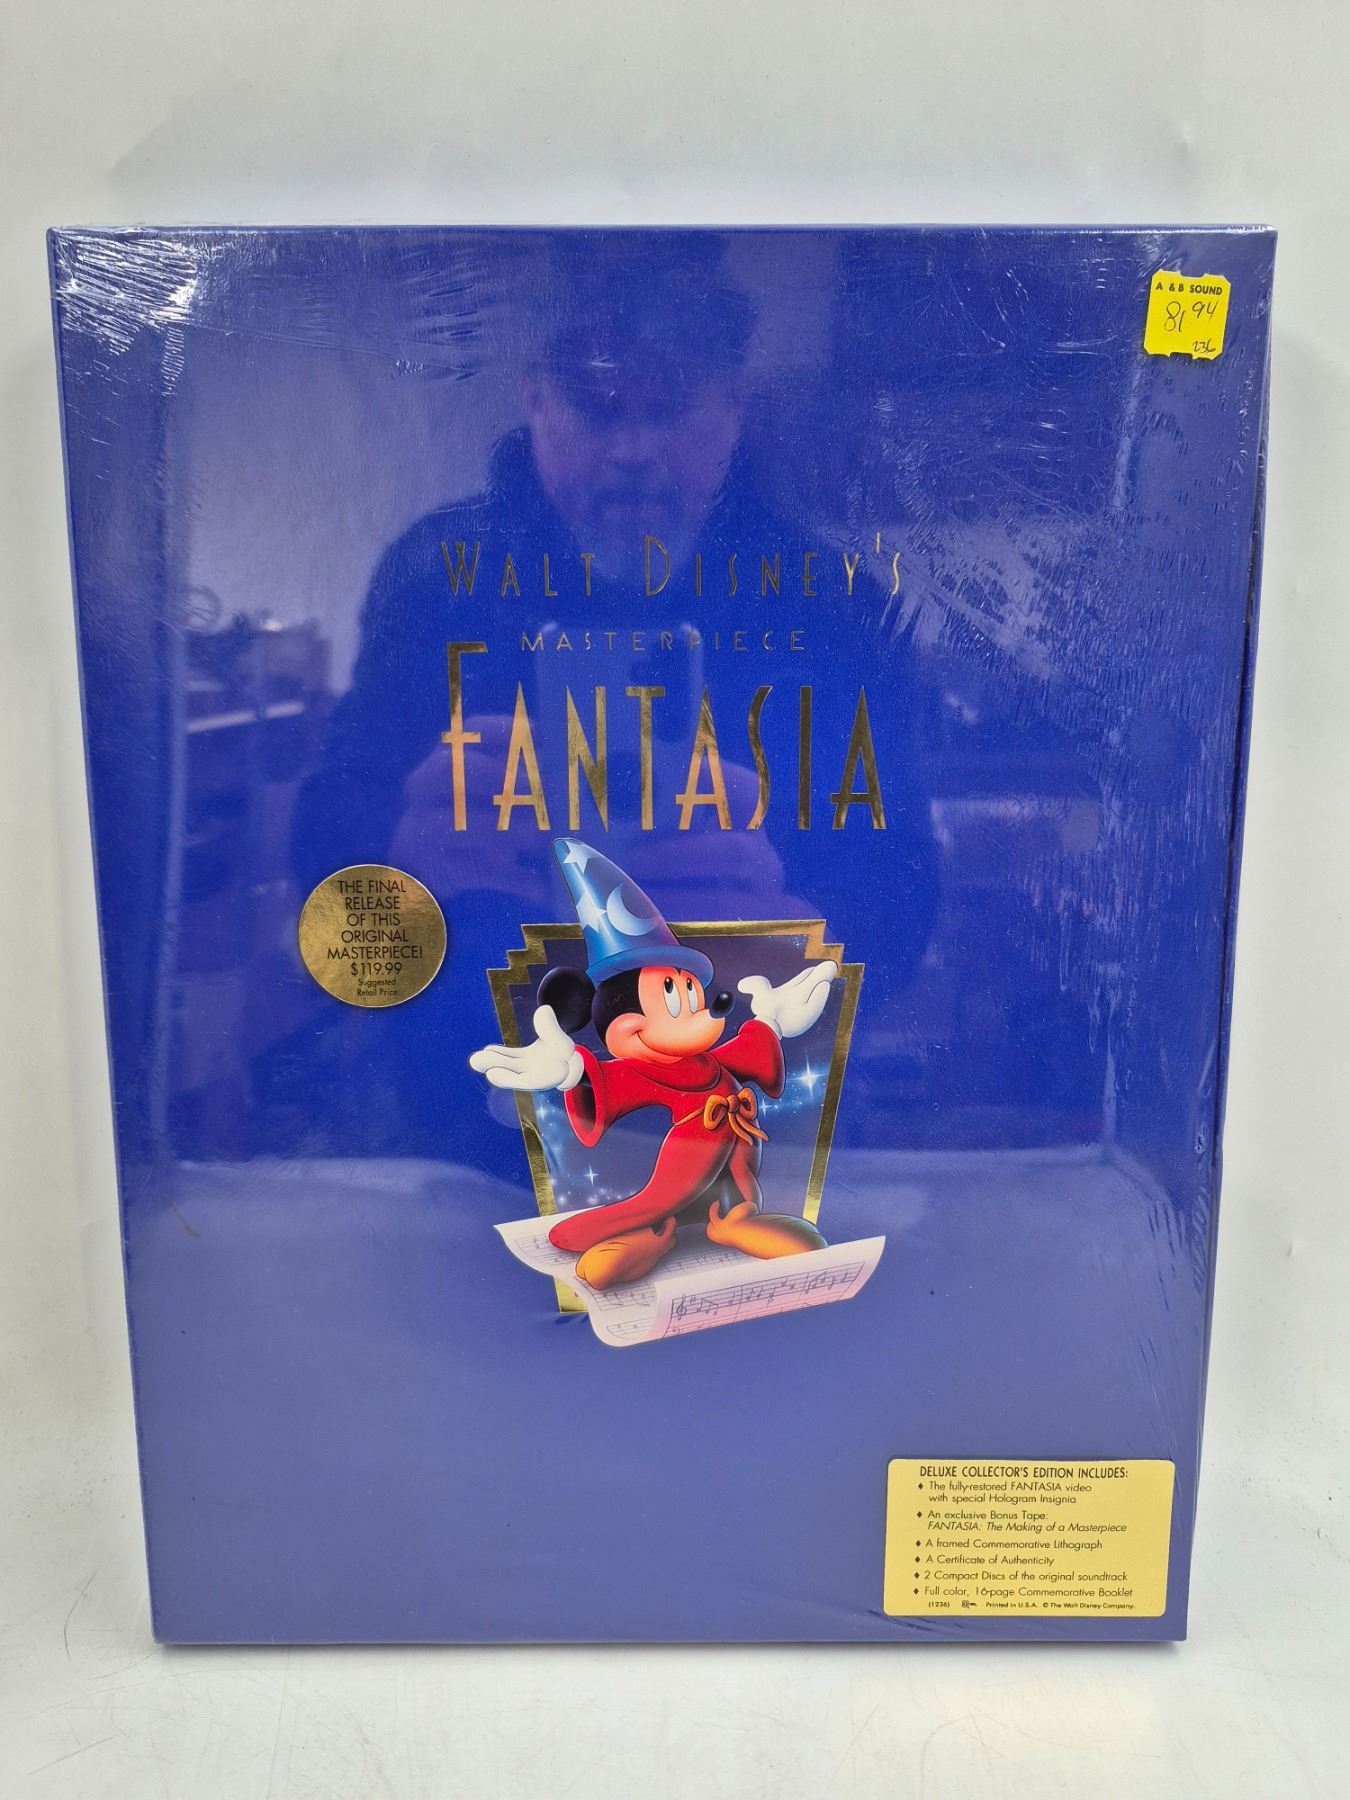 A & B SOUND
81 94
236
WALT DISNEY'S
MASTERPIECE
FANTASIA
THE FINAL
RELEASE
OF THIS
ORIGINAL
MASTERPIECE!
$119.99
Suggested
Retail Price
DELUXE COLLECTOR'S EDITION INCLUDES:
♦ The fully-restored FANTASIA video
with special Hologram Insignia
♦ An exclusive Bonus Tape:
FANTASIA: The Making of a Masterpiece
♦ A framed Commemorative Lithograph
♦ A Certificate of Authenticity
♦ 2 Compact Discs of the original soundtrack
♦ Full color, 16-page Commemorative Booklet
(1236) Printed in U.S.A. © The Walt Disney Company.